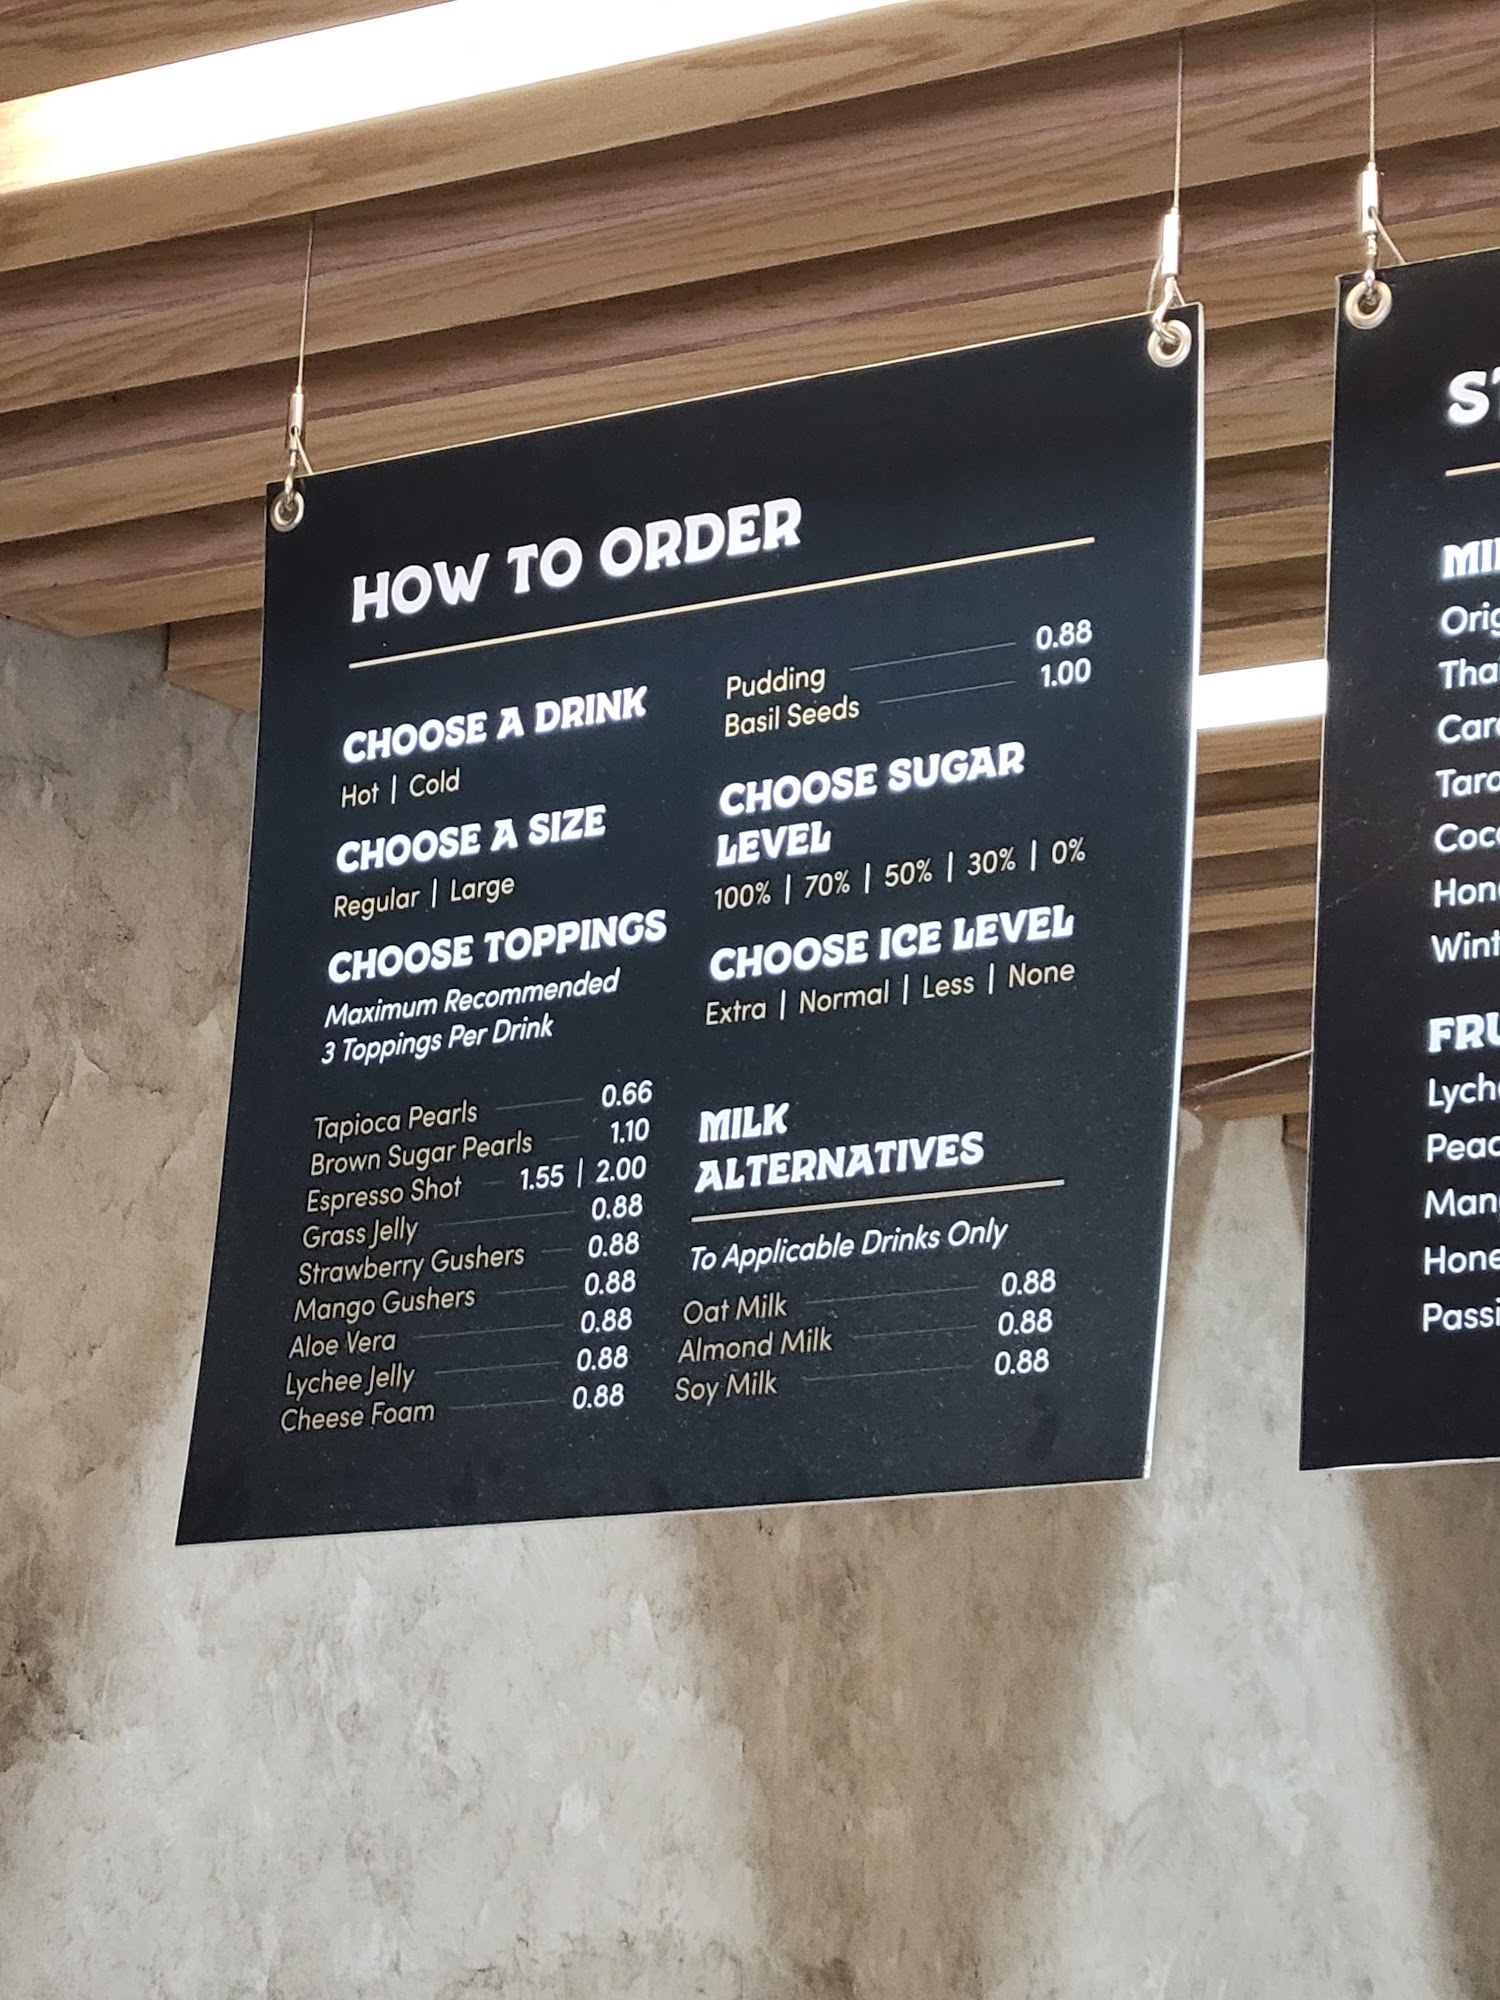 HOW TO ORDER
CHOOSE A DRINK
Hot | Cold
CHOOSE A SIZE
Regular | Large
CHOOSE TOPPINGS
Maximum Recommended
3 Toppings Per Drink
Tapioca Pearls 0.66
Brown Sugar Pearls 1.10
Espresso Shot 1.55 | 2.00
Grass Jelly 0.88
Strawberry Gushers 0.88
Mango Gushers 0.88
Aloe Vera 0.88
Lychee Jelly 0.88
Cheese Foam 0.88
Pudding 0.88
Basil Seeds 1.00
CHOOSE SUGAR
LEVEL
100% | 70% | 50% | 30% | 0%
CHOOSE ICE LEVEL
Extra | Normal | Less | None
MILK
ALTERNATIVES
To Applicable Drinks Only
Oat Milk 0.88
Almond Milk 0.88
Soy Milk 0.88